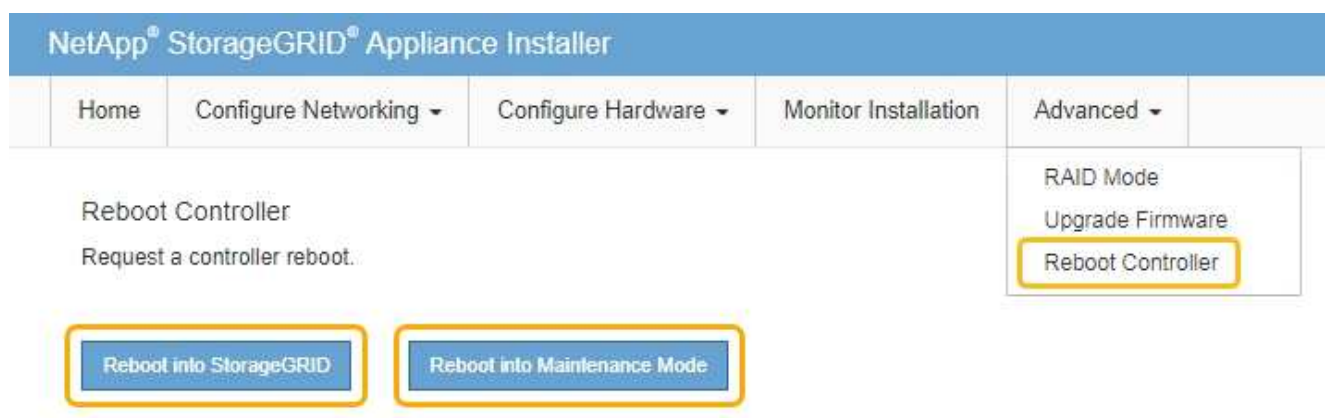 NetApp® StorageGRID® Appliance Installer
Home Configure Networking Configure Hardware Monitor Installation Advanced
RAID Mode
Upgrade Firmware
Reboot Controller
Reboot Controller
Request a controller reboot.
Reboot into StorageGRID Reboot into Maintenance Mode